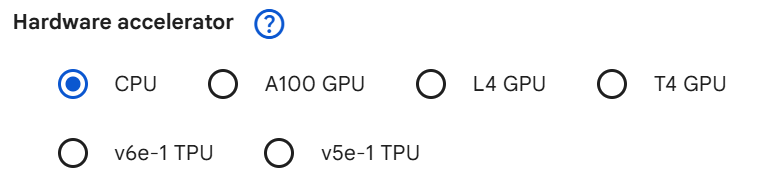 Hardware accelerator ?
CPU A100 GPU L4 GPU T4 GPU
v6e-1 TPU v5e-1 TPU